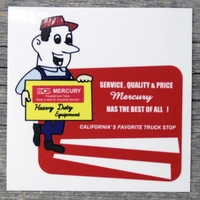 MERCURY
Heavy Duty
Equipment
SERVICE, QUALITY & PRICE
Mercury
HAS THE BEST OF ALL !
CALIFORNIA'S FAVORITE TRUCK STOP